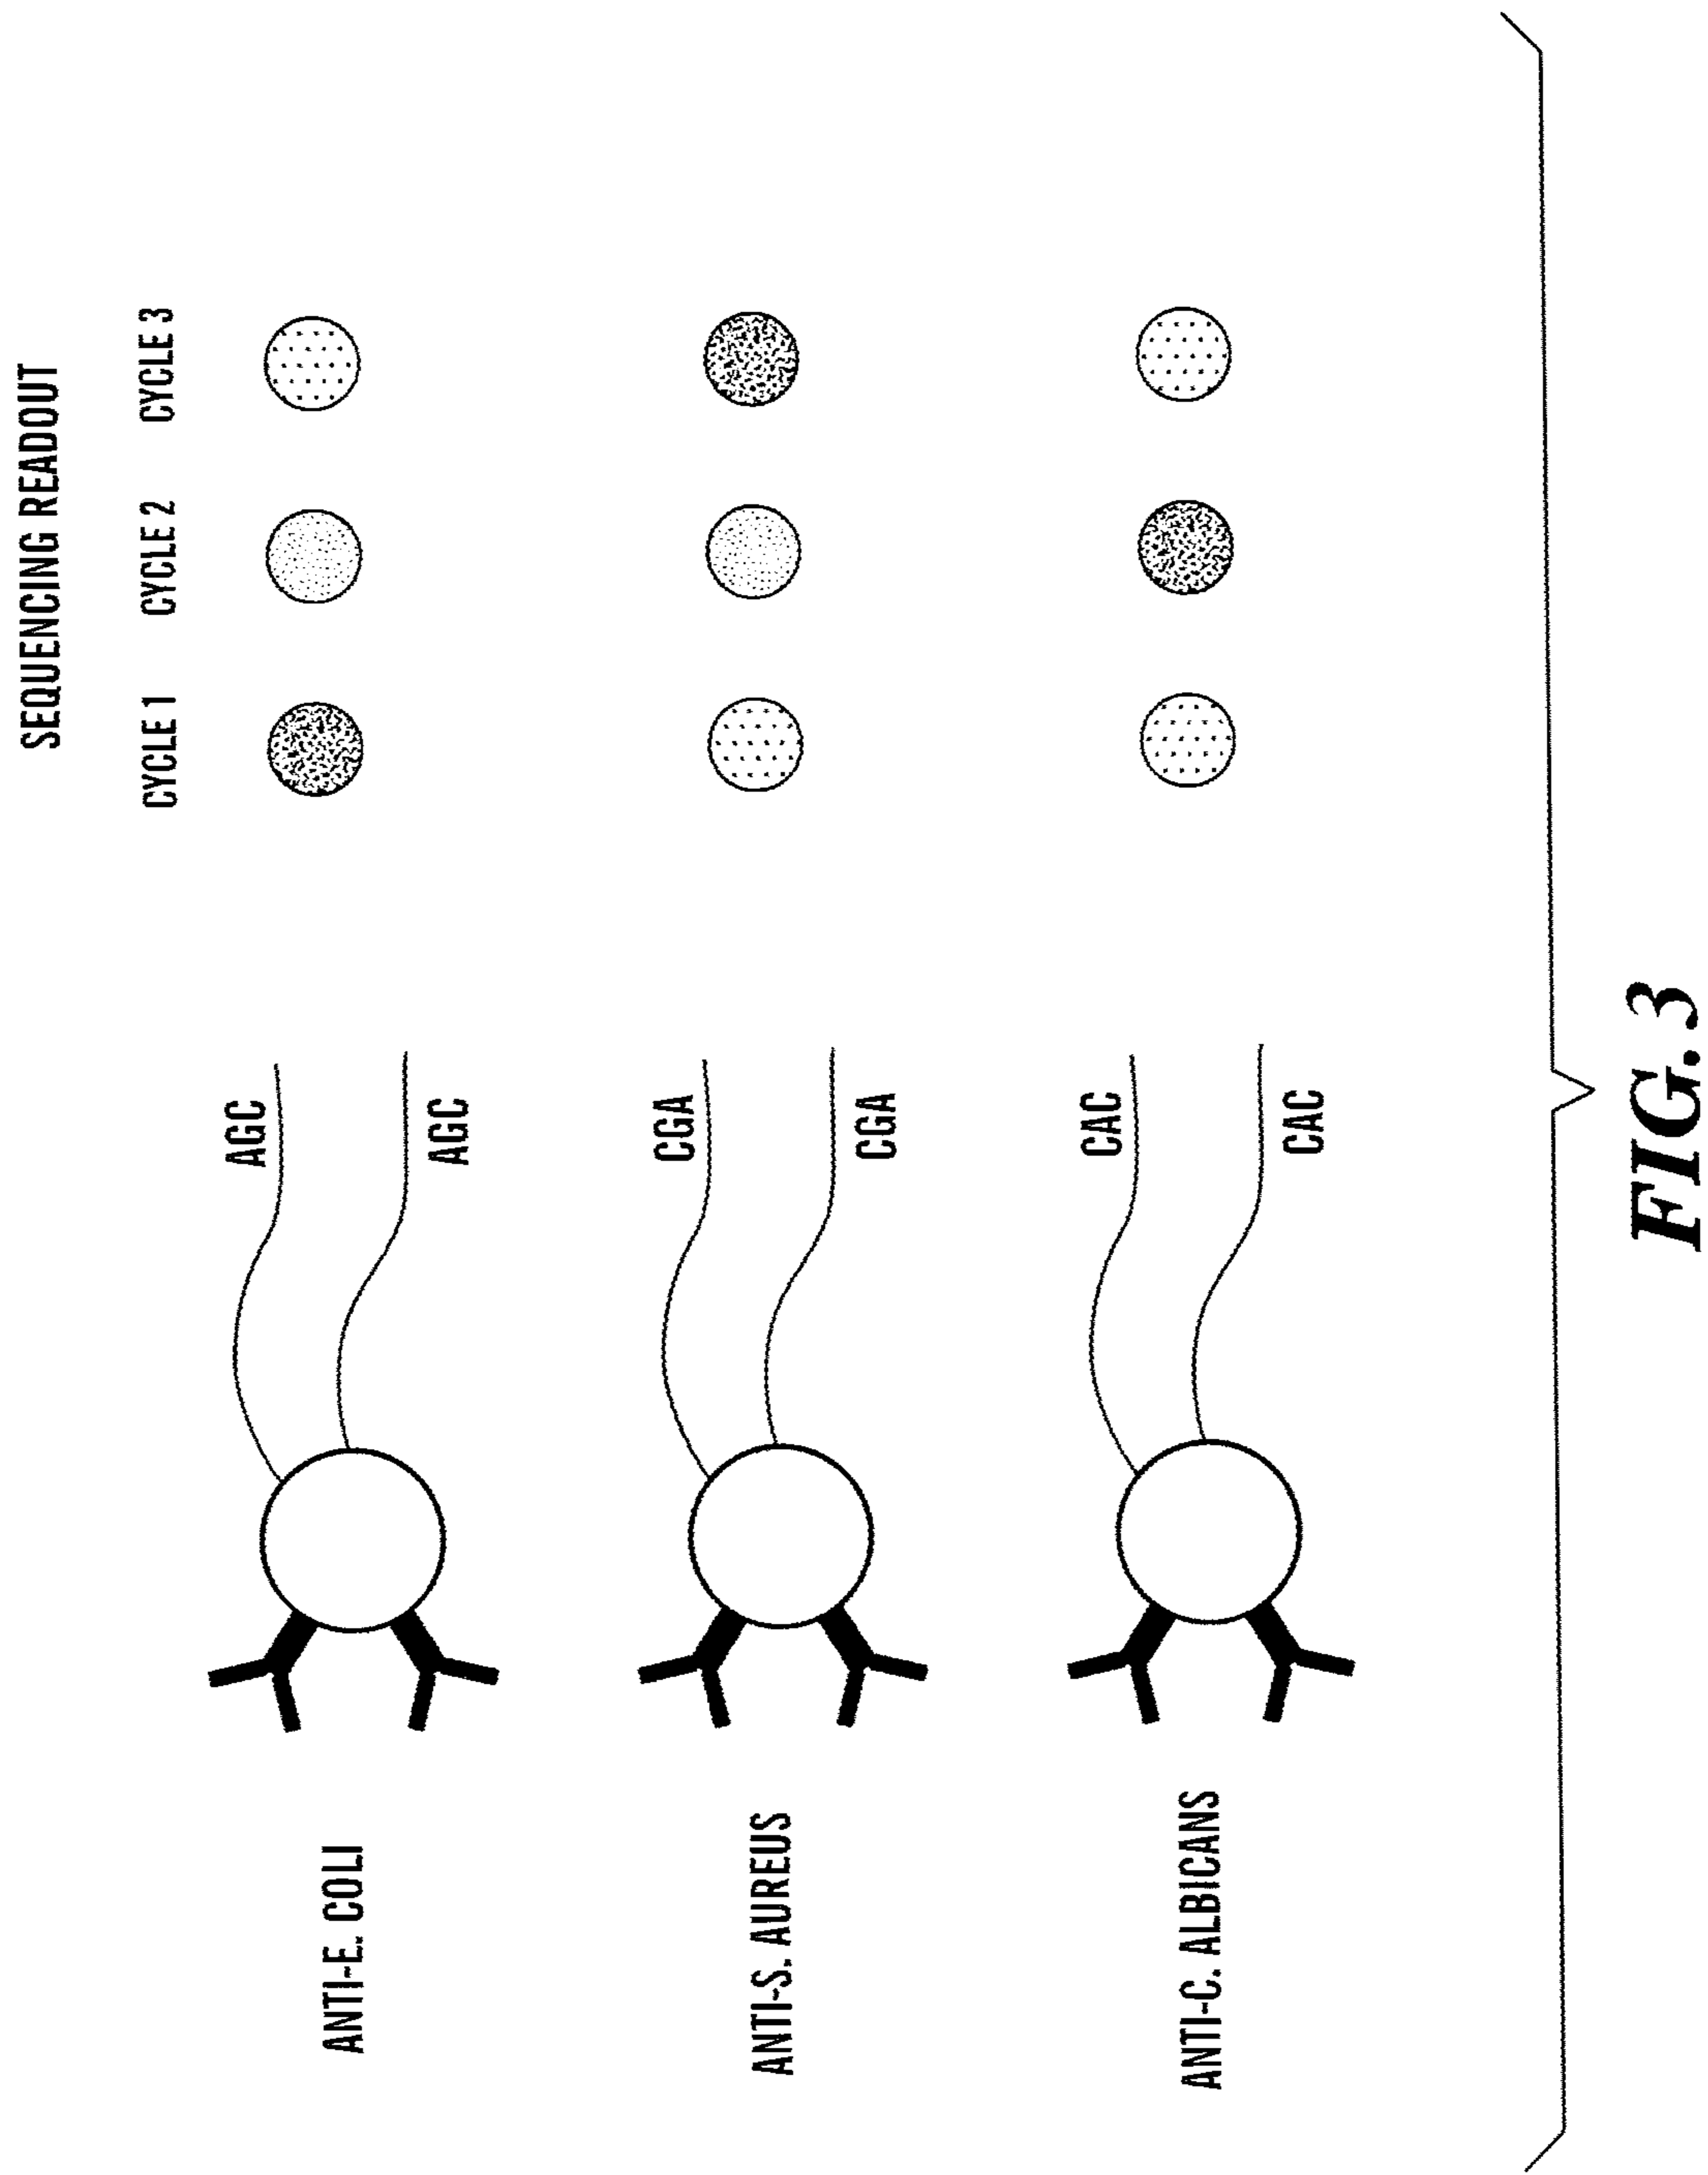 SEQUENCING READOUT
CYCLE 1 CYCLE 2 CYCLE 3
AGC
ANTI-E. COLI
AGC
CGA
ANTI-S. AUREUS
CGA
CAC
ANTI-C. ALBICANS
CAC
FIG. 3